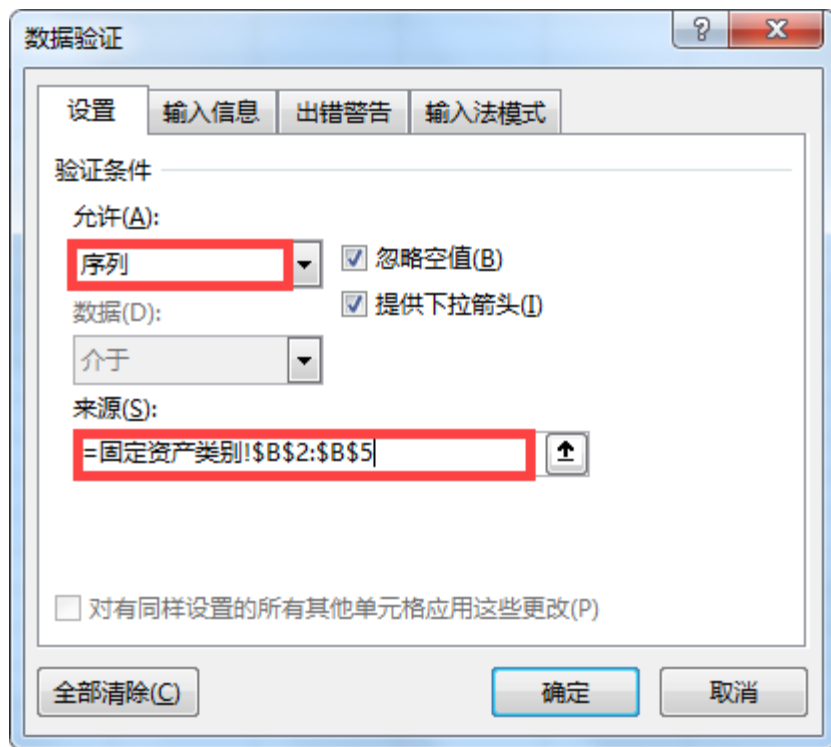 数据验证
设置 输入信息 出错警告 输入法模式
验证条件
允许(A):
序列 忽略空值(B)
数据(D): 提供下拉箭头(I)
介于
来源(S):
=固定资产类别!$B$2:$B$5
对有同样设置的所有其他单元格应用这些更改(P)
全部清除(C) 确定 取消